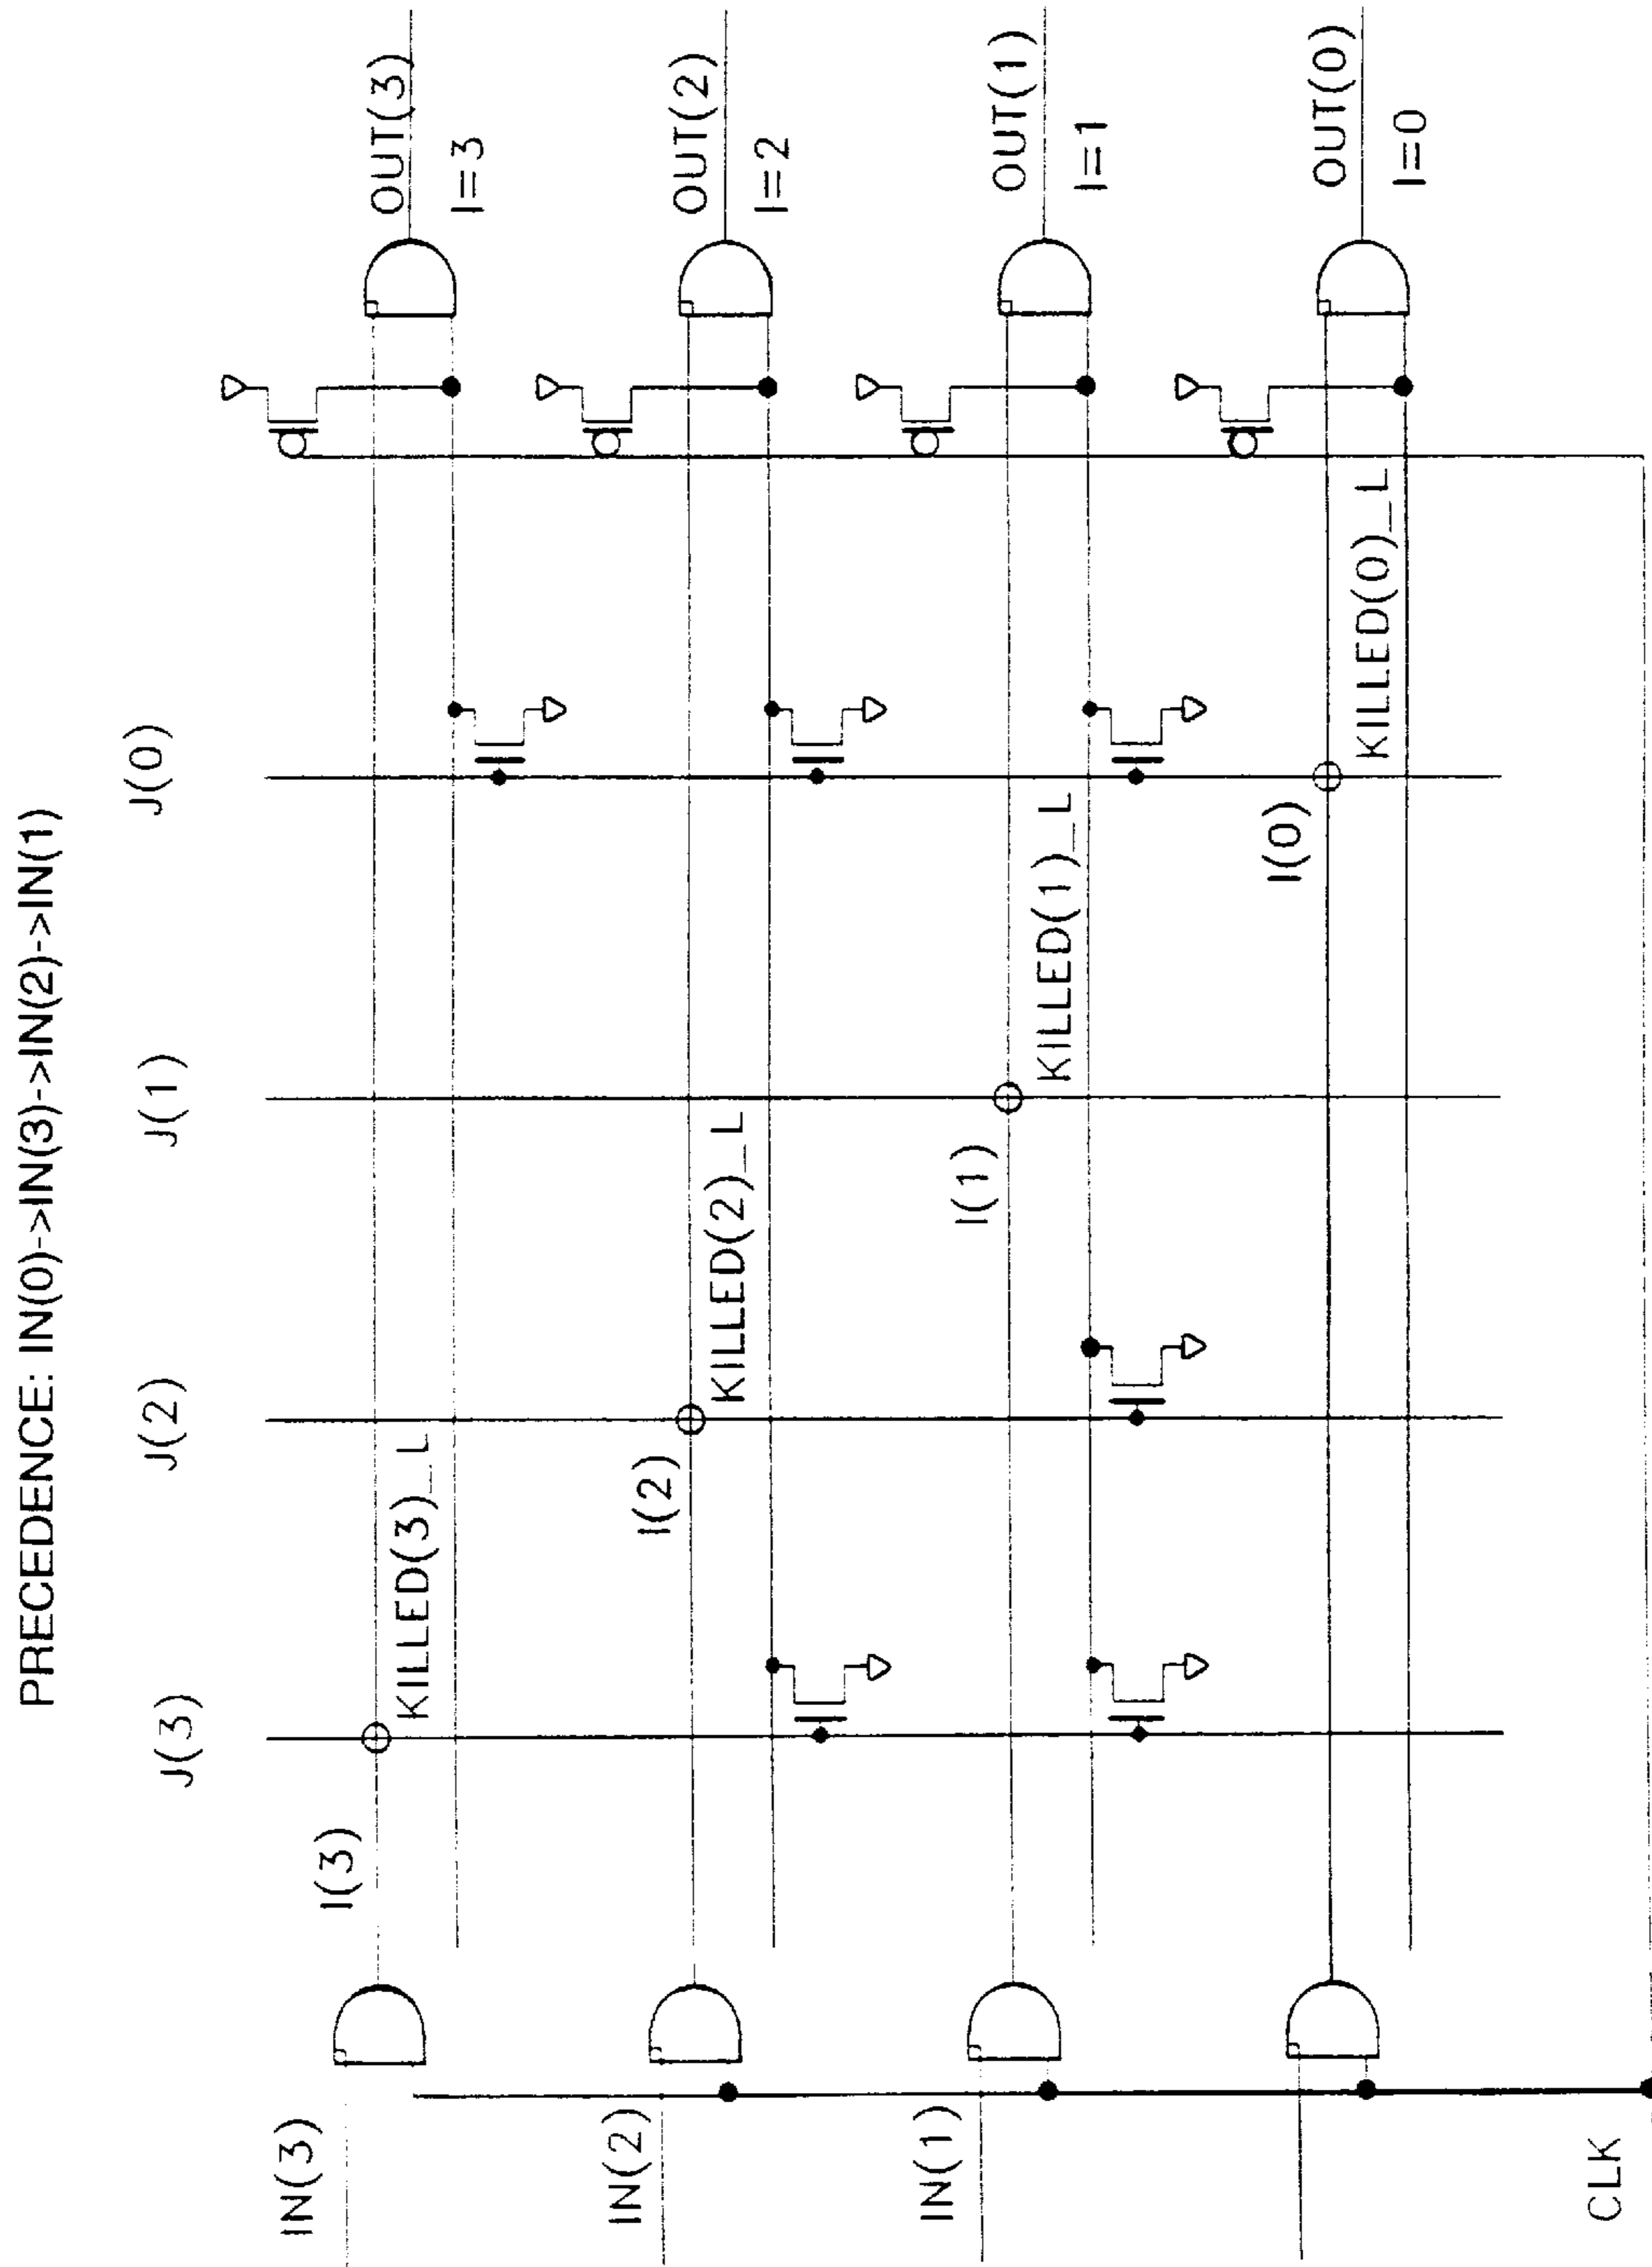 PRECEDENCE: IN(0)->IN(3)->IN(2)->IN(1)
J(3)
J(2)
J(1)
J(0)
IN(3)
I(3)
KILLED(3)_L
OUT(3)
I=3
IN(2)
I(2)
KILLED(2)_L
OUT(2)
I=2
IN(1)
I(1)
KILLED(1)_L
OUT(1)
I=1
I(0)
KILLED(0)_L
OUT(0)
I=0
CLK